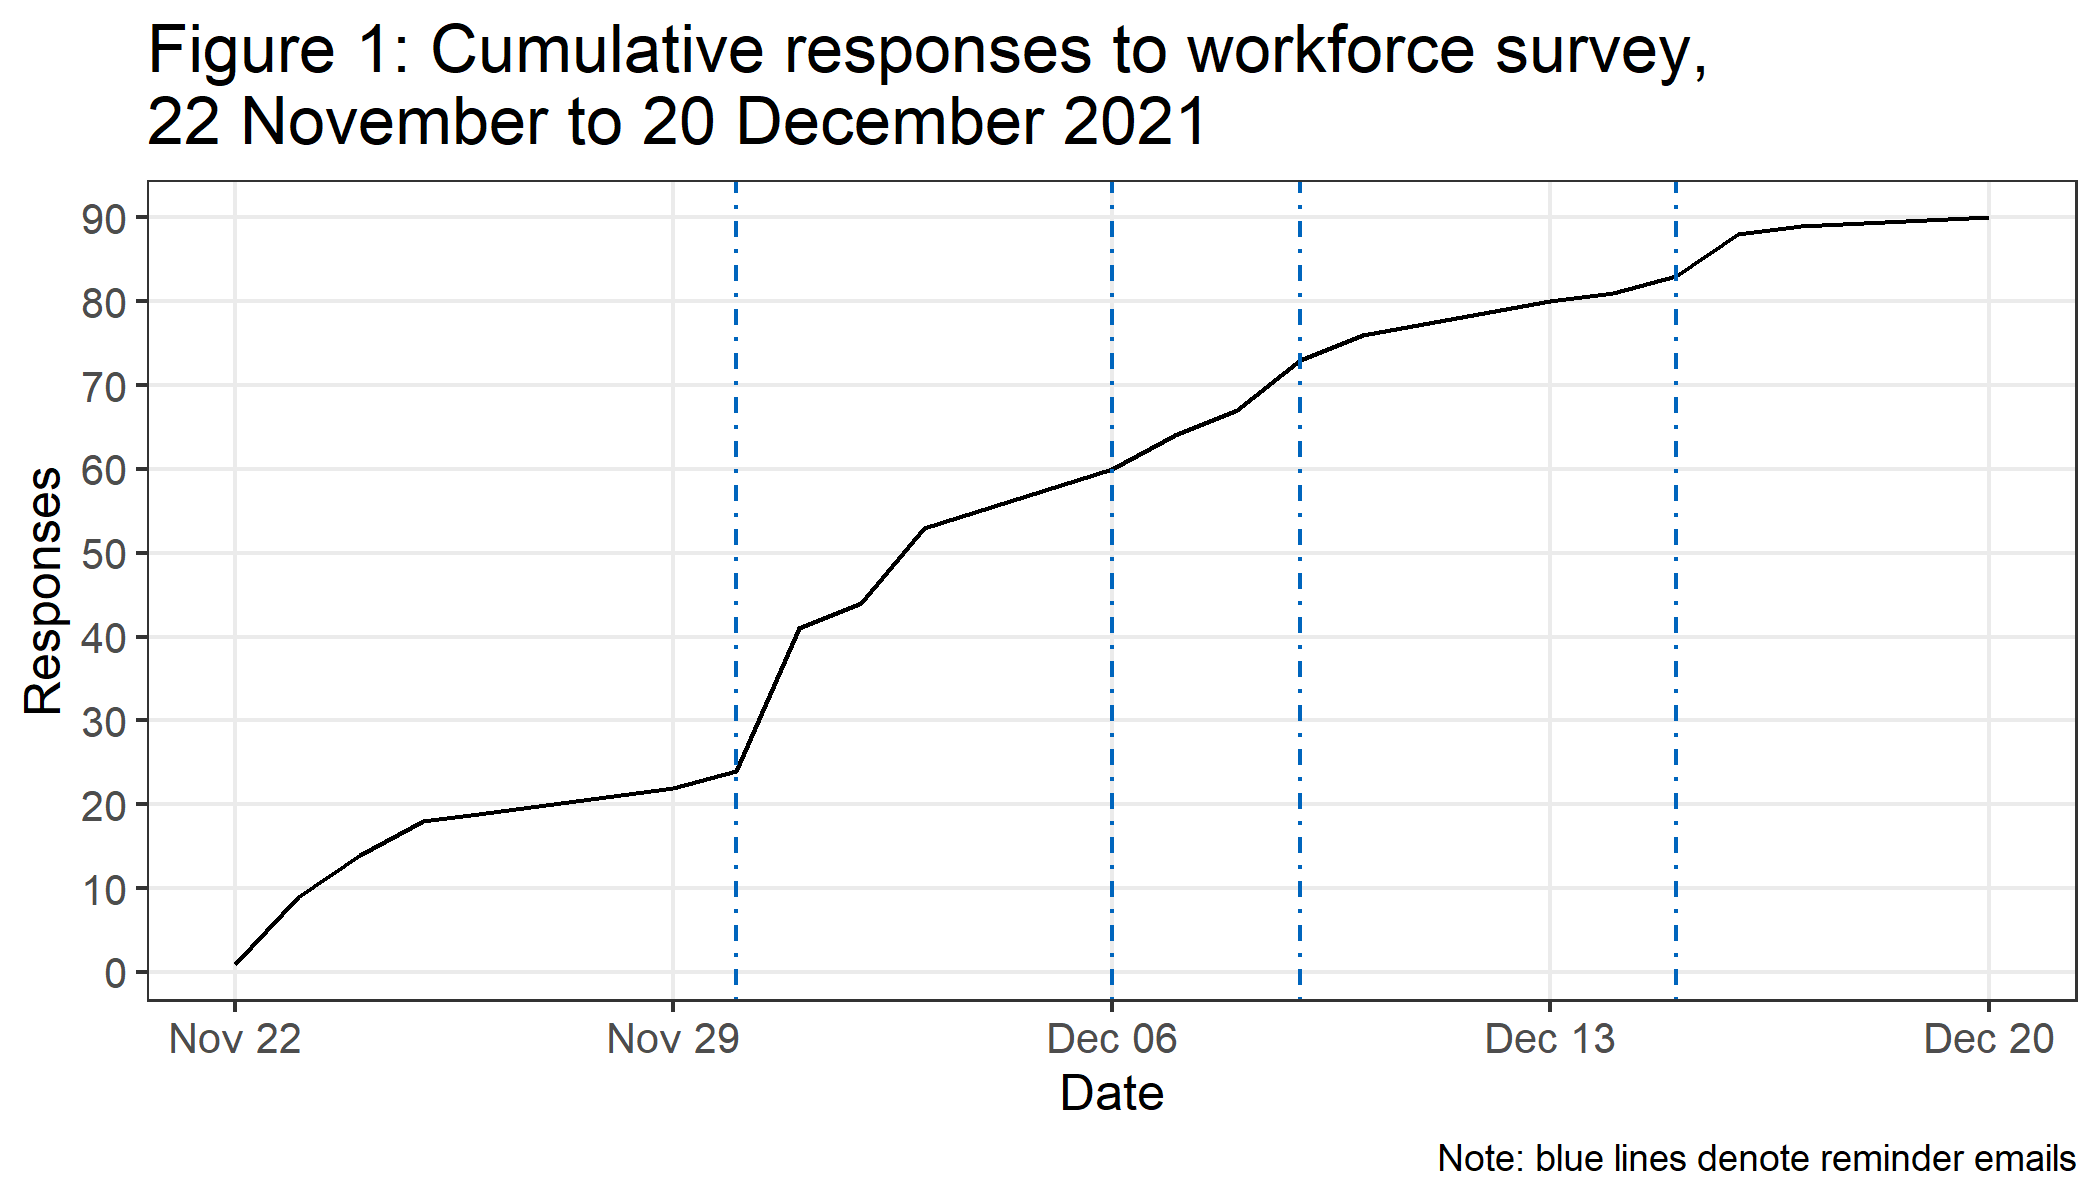 Figure 1: Cumulative responses to workforce survey,
22 November to 20 December 2021
Responses
90
80
70
60
50
40
30
20
10
0
Nov 22
Nov 29
Dec 06
Dec 13
Dec 20
Date
Note: blue lines denote reminder emails